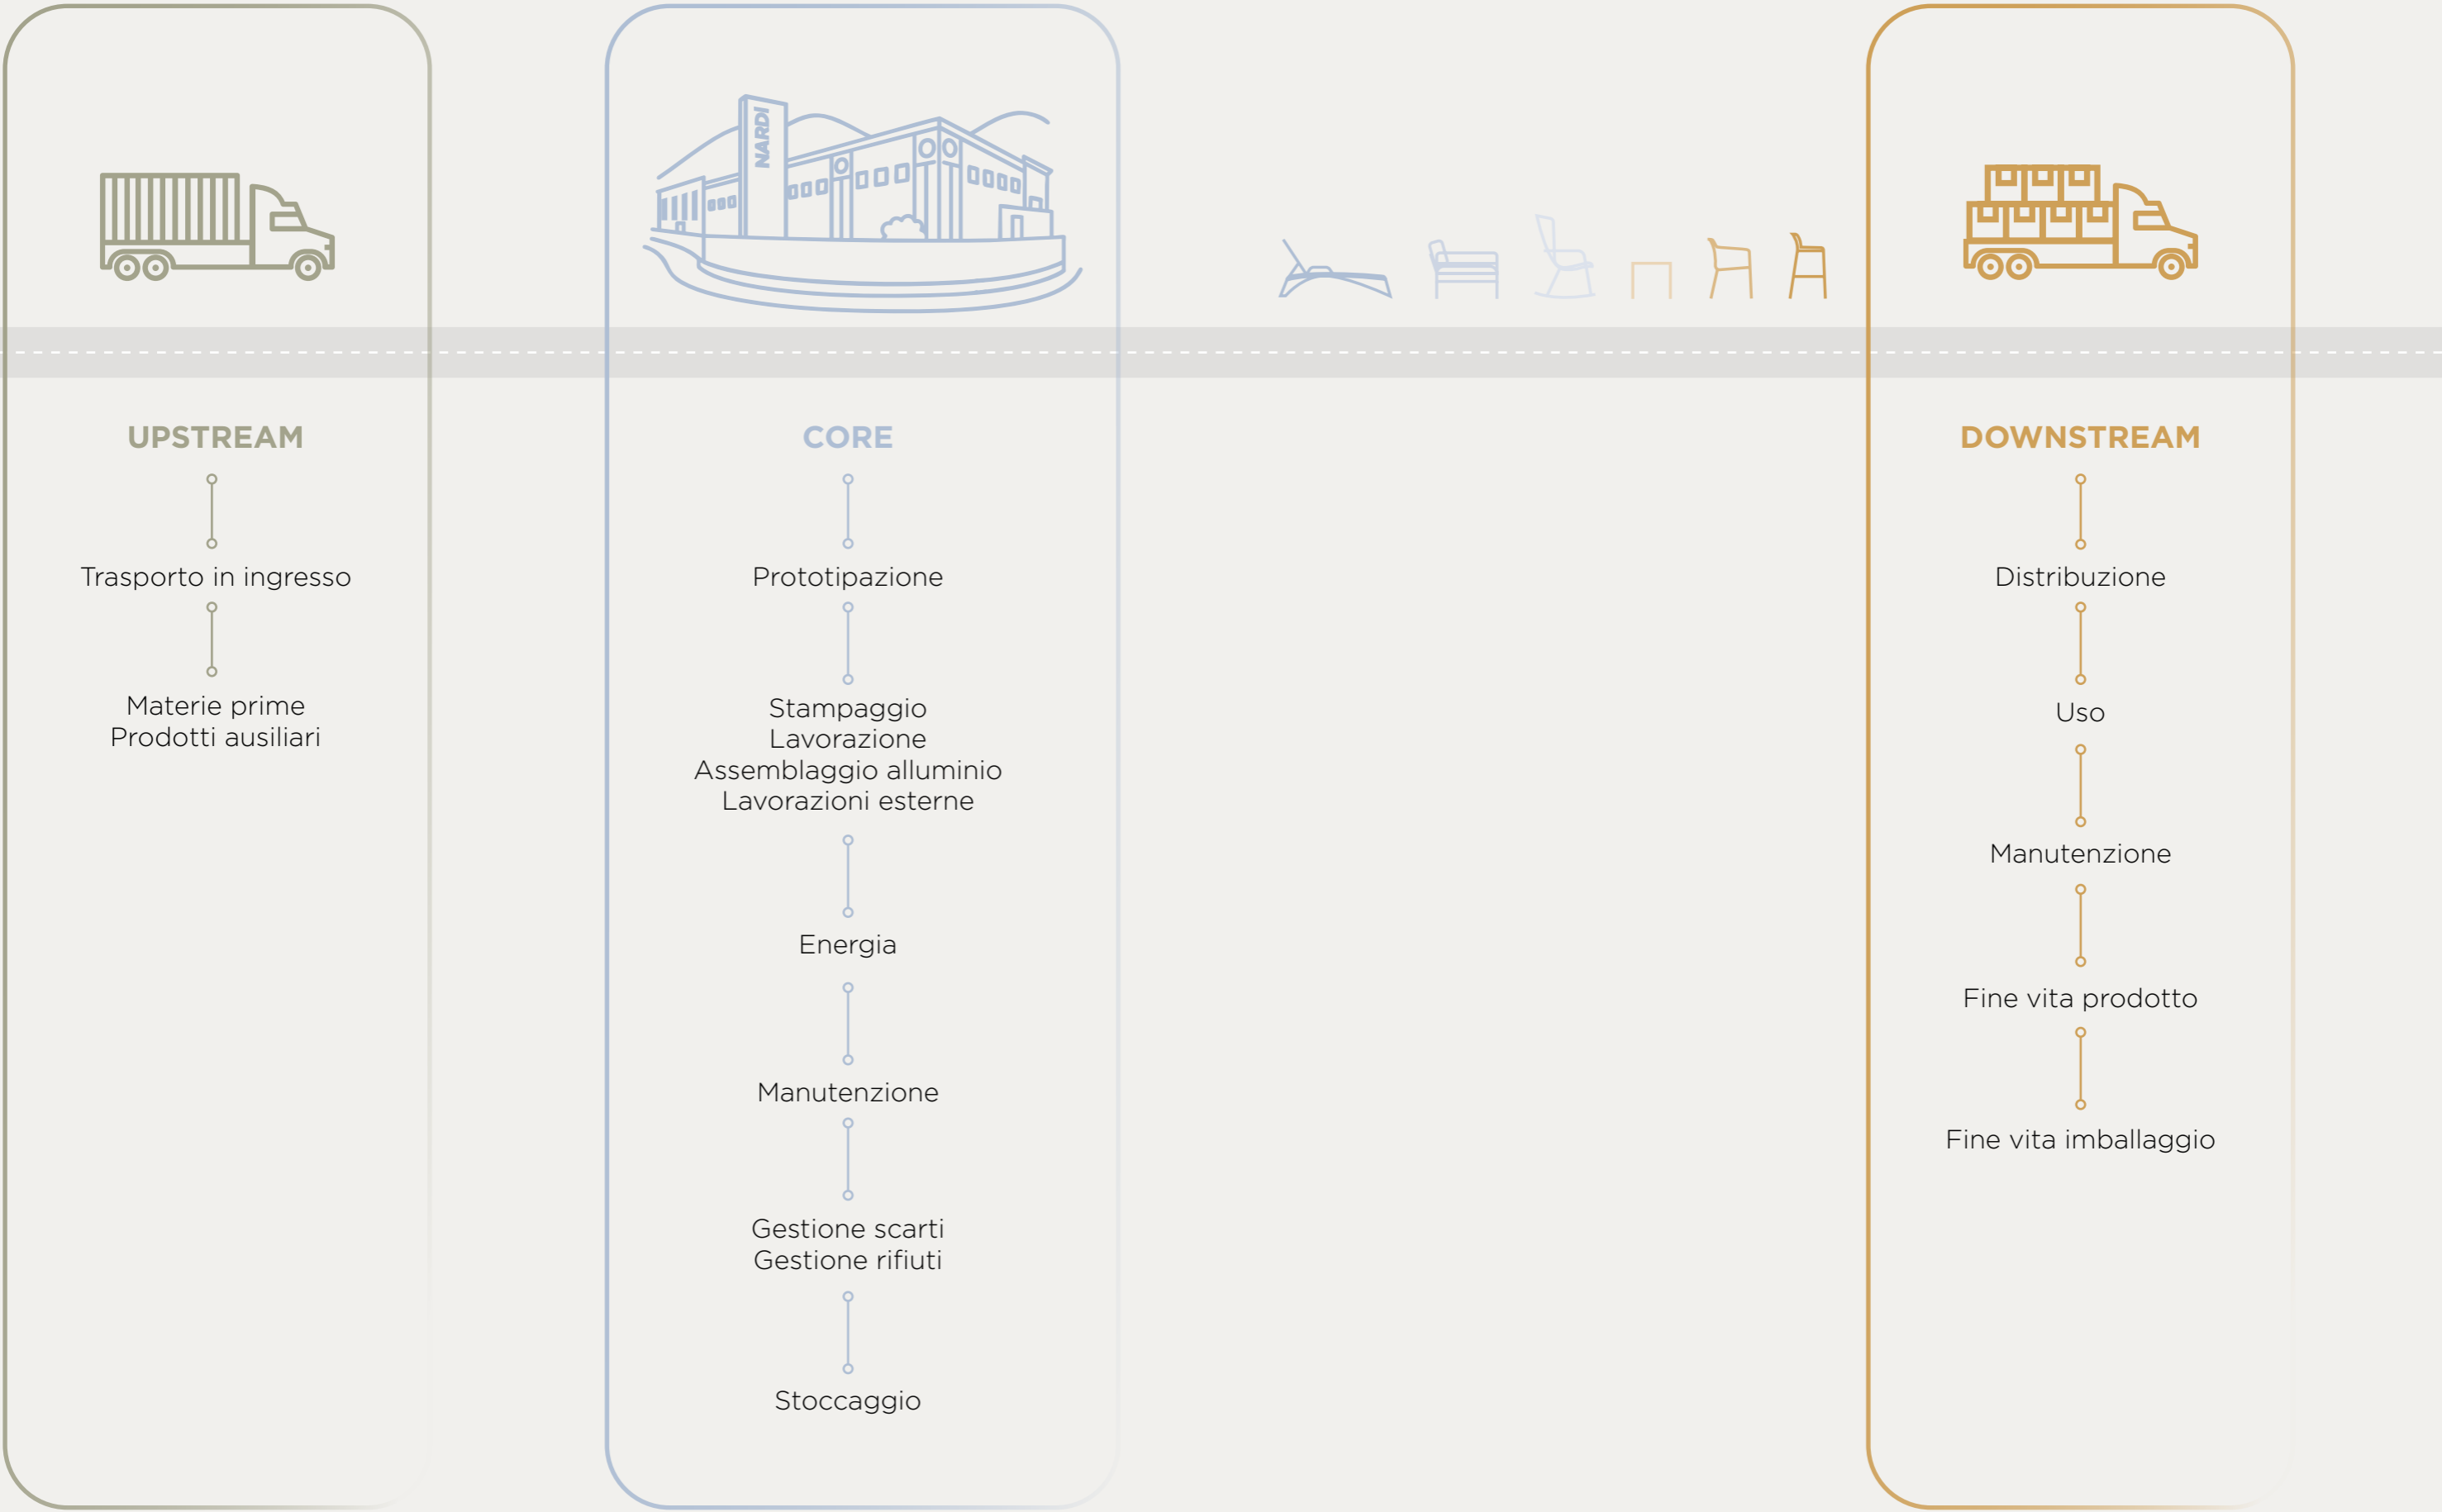 NARDI
UPSTREAM
Trasporto in ingresso
Materie prime
Prodotti ausiliari
CORE
Prototipazione
Stampaggio
Lavorazione
Assemblaggio alluminio
Lavorazioni esterne
Energia
Manutenzione
Gestione scarti
Gestione rifiuti
Stoccaggio
DOWNSTREAM
Distribuzione
Uso
Manutenzione
Fine vita prodotto
Fine vita imballaggio